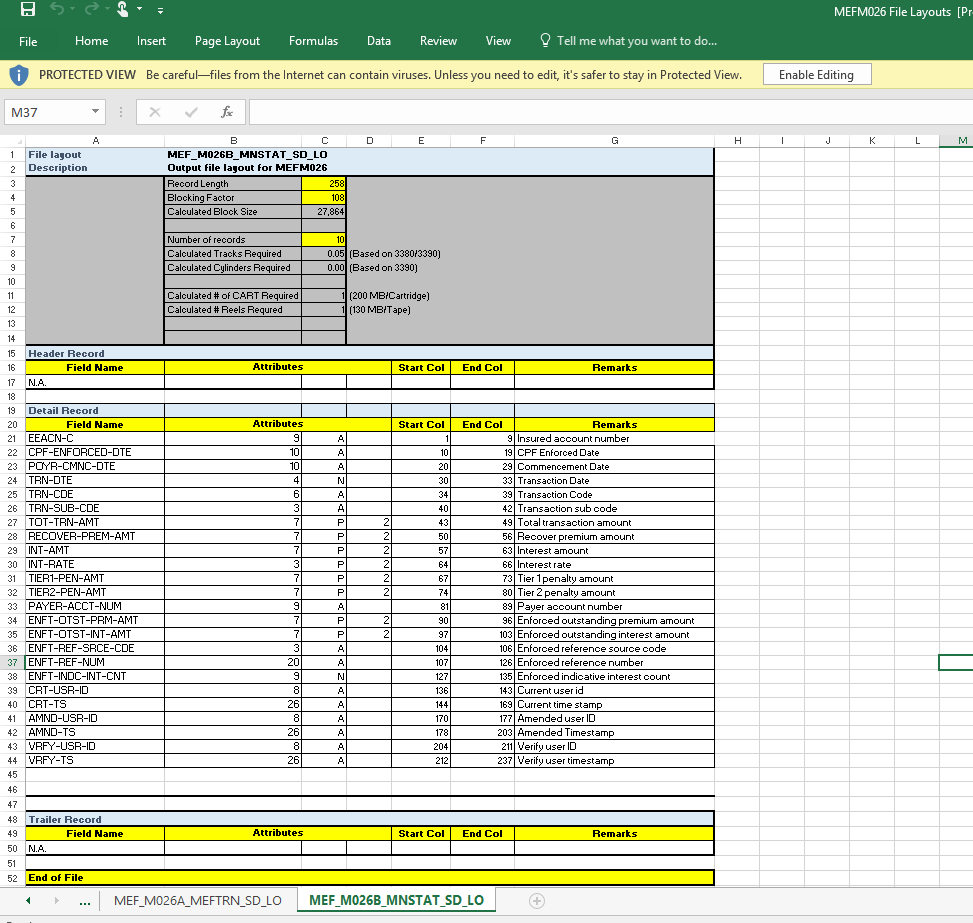 MEFM026 File Layouts [Pr
File Home Insert Page Layout Formulas Data Review View Tell me what you want to do...
PROTECTED VIEW Be careful—files from the Internet can contain viruses. Unless you need to edit, it's safer to stay in Protected View. Enable Editing
M37 fx
A B C D E F G H I J K L M
1 File layout MEF_M026B_MNSTAT_SD_LO
2 Description Output file layout for MEFM026
3 Record Length 258
4 Blocking Factor 108
5 Calculated Block Size 27,864
6
7 Number of records 10
8 Calculated Tracks Required 0.05 (Based on 3380/3390)
9 Calculated Cylinders Required 0.00 (Based on 3390)
10
11 Calculated # of CART Required 1 (200 MB/Cartridge)
12 Calculated # Reels Requred 1 (130 MB/Tape)
13
14
15 Header Record
16 Field Name Attributes Start Col End Col Remarks
17 N.A.
18
19 Detail Record
20 Field Name Attributes Start Col End Col Remarks
21 EEACN-C 9 A 1 9 Insured account number
22 CPF-ENFORCED-DTE 10 A 10 19 CPF Enforced Date
23 POYR-CMNC-DTE 10 A 20 29 Commencement Date
24 TRN-DTE 4 N 30 33 Transaction Date
25 TRN-CDE 6 A 34 39 Transaction Code
26 TRN-SUB-CDE 3 A 40 42 Transaction sub code
27 TOT-TRN-AMT 7 P 2 43 49 Total transaction amount
28 RECOVER-PREM-AMT 7 P 2 50 56 Recover premium amount
29 INT-AMT 7 P 2 57 63 Interest amount
30 INT-RATE 3 P 2 64 66 Interest rate
31 TIER1-PEN-AMT 7 P 2 67 73 Tier 1 penalty amount
32 TIER2-PEN-AMT 7 P 2 74 80 Tier 2 penalty amount
33 PAYER-ACCT-NUM 9 A 81 89 Payer account number
34 ENFT-OTST-PRM-AMT 7 P 2 90 96 Enforced outstanding premium amount
35 ENFT-OTST-INT-AMT 7 P 2 97 103 Enforced outstanding interest amount
36 ENFT-REF-SRCE-CDE 3 A 104 106 Enforced reference source code
37 ENFT-REF-NUM 20 A 107 126 Enforced reference number
38 ENFT-INDC-INT-CNT 9 N 127 135 Enforced indicative interest count
39 CRT-USR-ID 8 A 136 143 Current user id
40 CRT-TS 26 A 144 169 Current time stamp
41 AMND-USR-ID 8 A 170 177 Amended user ID
42 AMND-TS 26 A 178 203 Amended Timestamp
43 VRFY-USR-ID 8 A 204 211 Verify user ID
44 VRFY-TS 26 A 212 237 Verify user timestamp
45
46
47
48 Trailer Record
49 Field Name Attributes Start Col End Col Remarks
50 N.A.
51
52 End of File
... MEF_M026A_MEFTRN_SD_LO MEF_M026B_MNSTAT_SD_LO